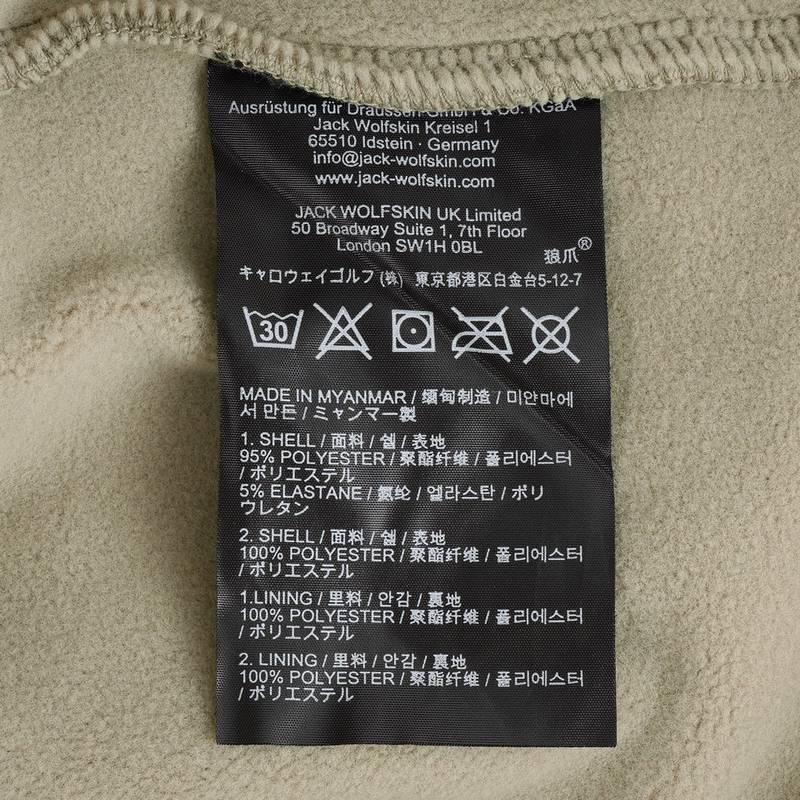 Ausrüstung für Draussen GmbH & Co. KGaA
Jack Wolfskin Kreisel 1
65510 Idstein · Germany
info@jack-wolfskin.com
www.jack-wolfskin.com
JACK WOLFSKIN UK Limited
50 Broadway Suite 1, 7th Floor
London SW1H 0BL
狼爪®
キャロウェイゴルフ (株) 東京都港区白金台5-12-7
30
MADE IN MYANMAR / 缅甸制造 / 미얀마에
서 만든 / ミャンマー製
1. SHELL / 面料 / 쉘 / 表地
95% POLYESTER / 聚酯纤维 / 폴리에스터
/ ポリエステル
5% ELASTANE / 氨纶 / 엘라스탄 / ポリ
ウレタン
2. SHELL / 面料 / 쉘 / 表地
100% POLYESTER / 聚酯纤维 / 폴리에스터
/ ポリエステル
1.LINING / 里料 / 안감 / 裏地
100% POLYESTER / 聚酯纤维 / 폴리에스터
/ ポリエステル
2. LINING / 里料 / 안감 / 裏地
100% POLYESTER / 聚酯纤维 / 폴리에스터
/ ポリエステル